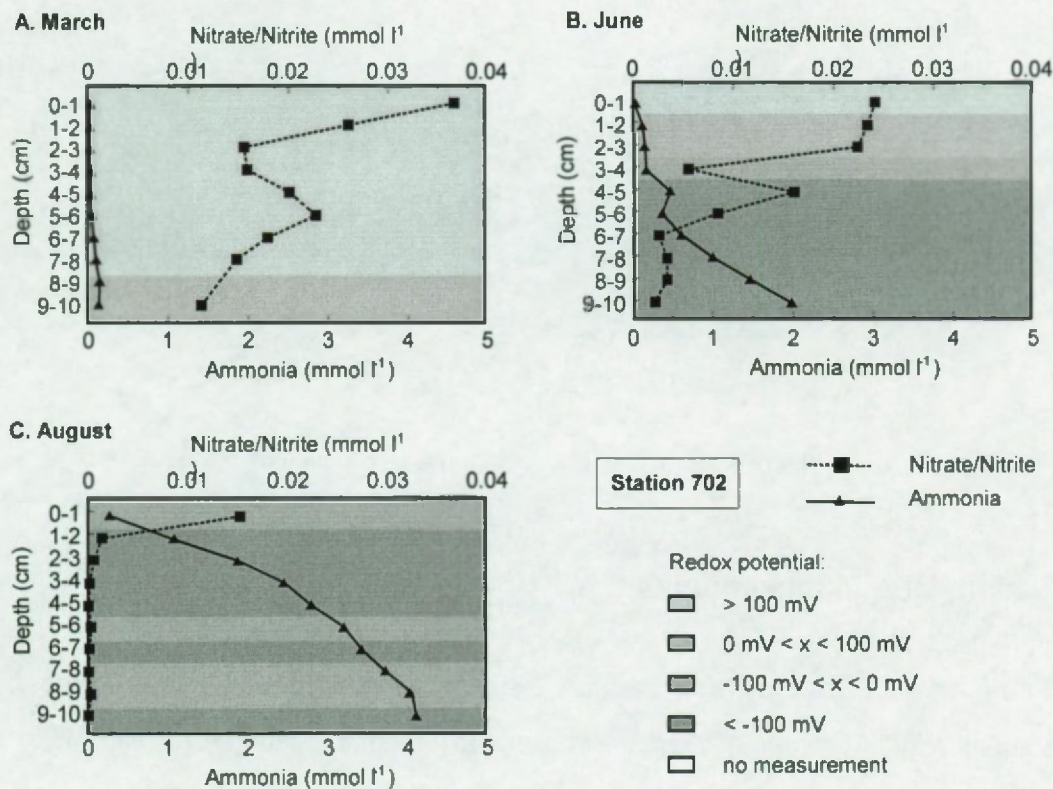 A. March
Nitrate/Nitrite (mmol l¹
0 0.01 0.02 0.03 0.04
Depth (cm)
0-1
1-2
2-3
3-4
4-5
5-6
6-7
7-8
8-9
9-10
0 1 2 3 4 5
Ammonia (mmol l¹)
B. June
Nitrate/Nitrite (mmol l¹
0 0.01 0.02 0.03 0.04
Depth (cm)
0-1
1-2
2-3
3-4
4-5
5-6
6-7
7-8
8-9
9-10
0 1 2 3 4 5
Ammonia (mmol l¹)
C. August
Nitrate/Nitrite (mmol l¹
0 0.01 0.02 0.03 0.04
Depth (cm)
0-1
1-2
2-3
3-4
4-5
5-6
6-7
7-8
8-9
9-10
0 1 2 3 4 5
Ammonia (mmol l¹)
Station 702
Nitrate/Nitrite
Ammonia
Redox potential:
> 100 mV
0 mV < x < 100 mV
-100 mV < x < 0 mV
< -100 mV
no measurement